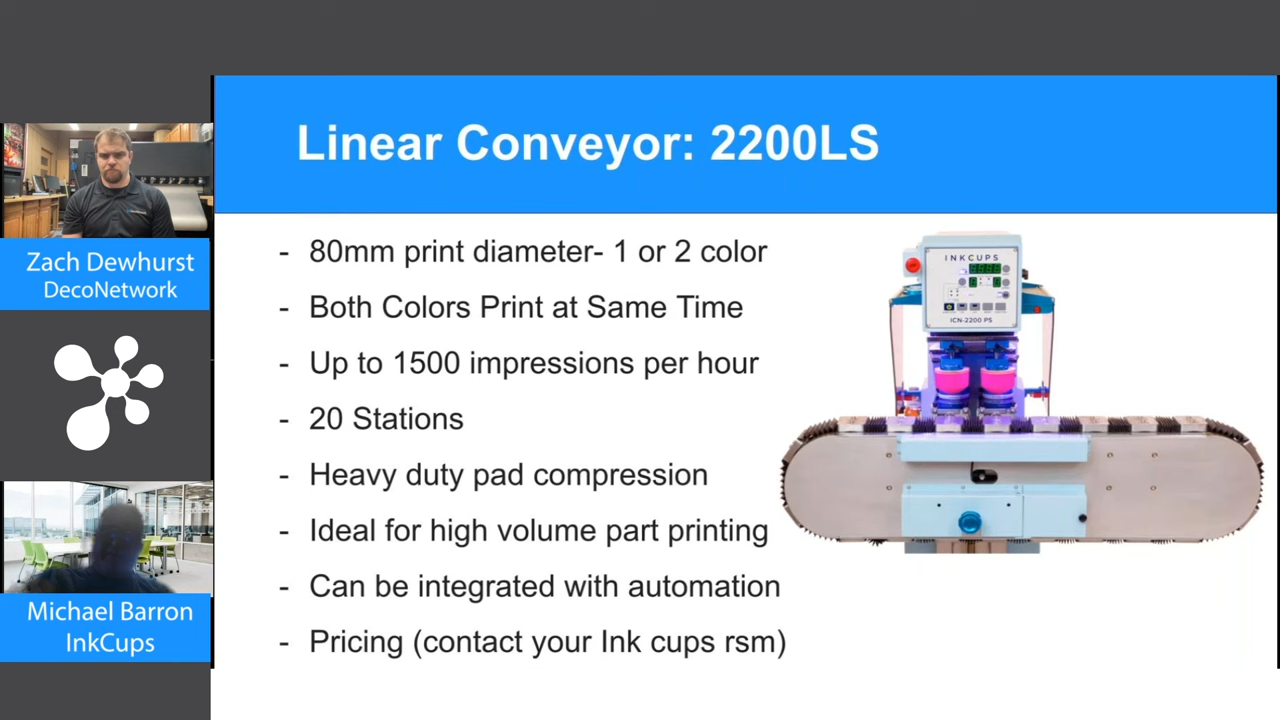 Linear Conveyor: 2200LS
- 80mm print diameter- 1 or 2 color
- Both Colors Print at Same Time
- Up to 1500 impressions per hour
- 20 Stations
- Heavy duty pad compression
- Ideal for high volume part printing
- Can be integrated with automation
- Pricing (contact your Ink cups rsm)
INKCUPS
ICN-2200 PS
Zach Dewhurst
DecoNetwork
Michael Barron
InkCups